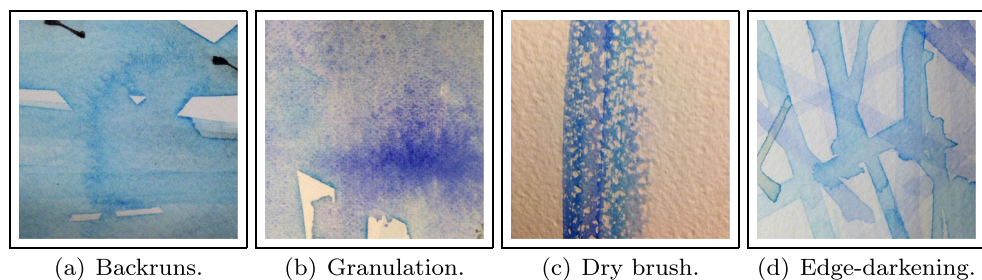 (a) Backruns.
(b) Granulation.
(c) Dry brush.
(d) Edge-darkening.